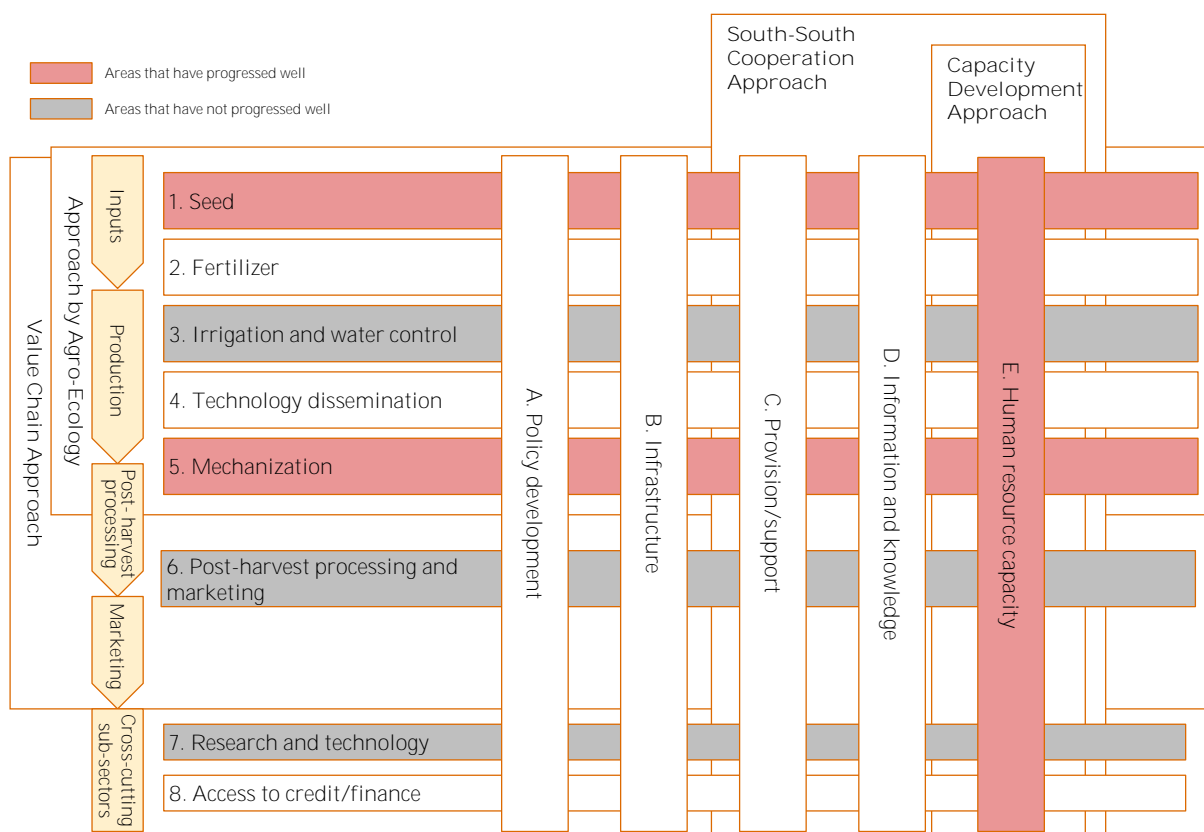 South-South
Cooperation
Approach
Capacity
Development
Approach
Areas that have progressed well
Areas that have not progressed well
Value Chain Approach
Approach by Agro-Ecology
Inputs
Production
Post- harvest
processing
Marketing
Cross-cutting
sub-sectors
1. Seed
2. Fertilizer
3. Irrigation and water control
4. Technology dissemination
5. Mechanization
6. Post-harvest processing and
marketing
7. Research and technology
8. Access to credit/finance
A. Policy development
B. Infrastructure
C. Provision/support
D. Information and knowledge
E. Human resource capacity